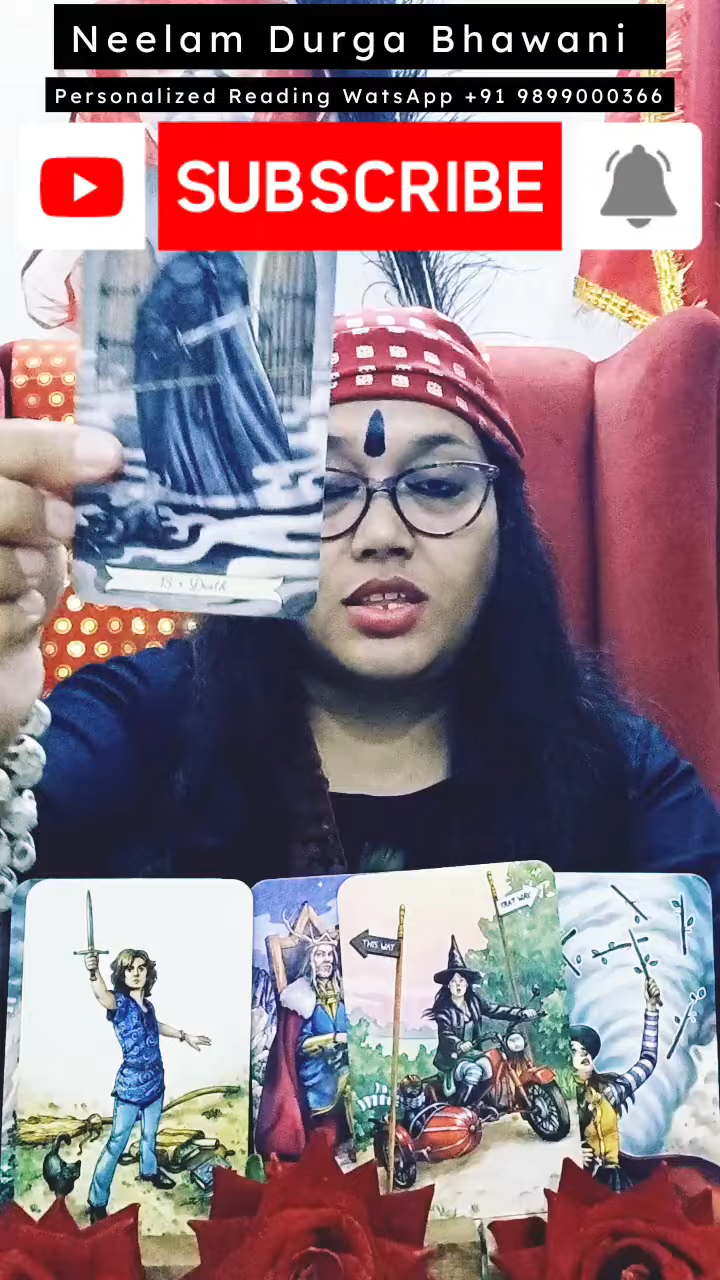 Neelam Durga Bhawani
Personalized Reading WatsApp +91 9899000366
SUBSCRIBE
13 • Death
THIS WAY
THAT WAY